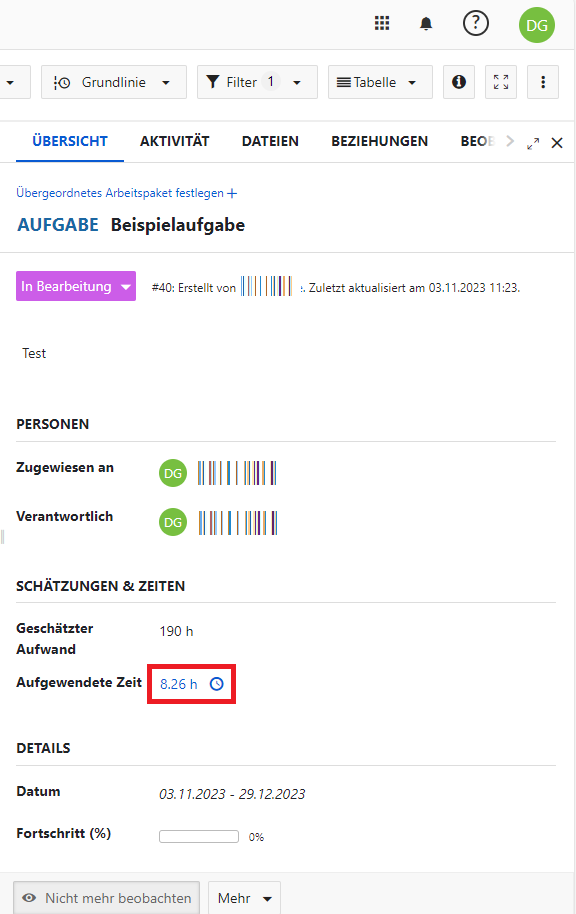 ?
DG
Grundlinie
Filter 1
Tabelle
ÜBERSICHT AKTIVITÄT DATEIEN BEZIEHUNGEN BEOB
Übergeordnetes Arbeitspaket festlegen +
AUFGABE Beispielaufgabe
In Bearbeitung
#40: Erstellt von . Zuletzt aktualisiert am 03.11.2023 11:23.
Test
PERSONEN
Zugewiesen an
DG
Verantwortlich
DG
SCHÄTZUNGEN & ZEITEN
Geschätzter
Aufwand
190 h
Aufgewendete Zeit
8.26 h
DETAILS
Datum
03.11.2023 - 29.12.2023
Fortschritt (%)
0%
Nicht mehr beobachten
Mehr